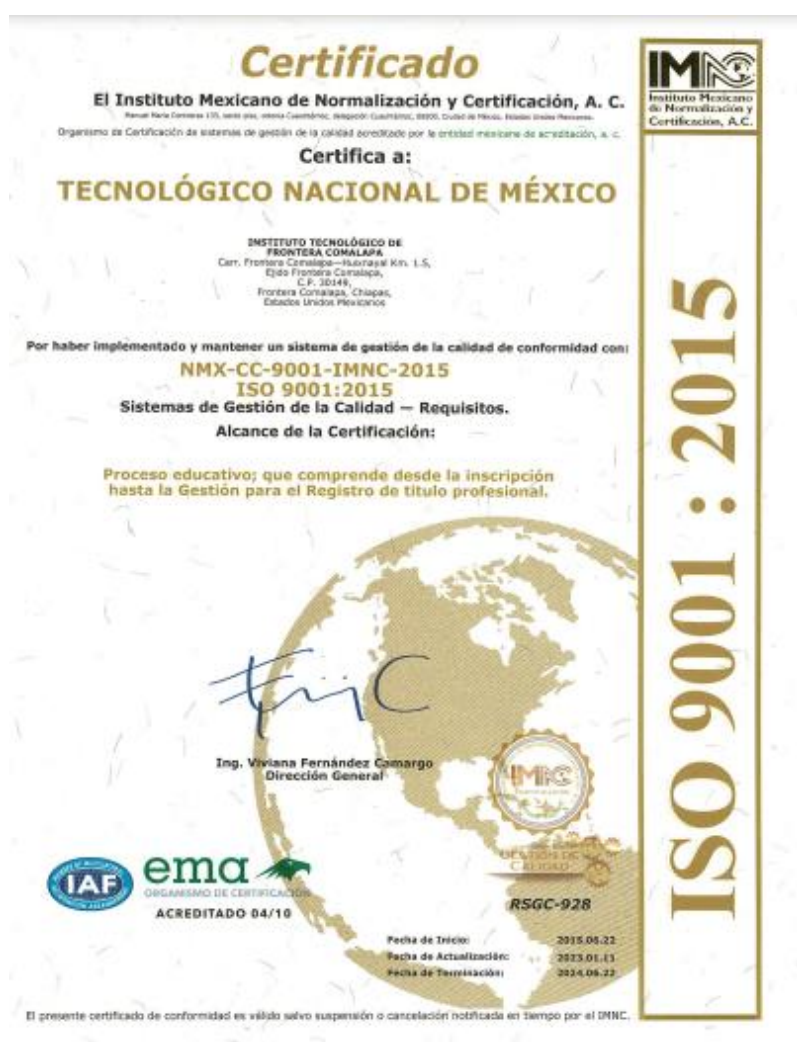 Certificado
El Instituto Mexicano de Normalización y Certificación, A. C.
Organismo de Certificación de sistemas de gestión de la calidad acreditado por la entidad mexicana de acreditación, a. c.
Certifica a:
TECNOLÓGICO NACIONAL DE MÉXICO
INSTITUTO TECNOLÓGICO DE
FRONTERA COMALAPA
Carr. Frontera Comalapa—Huixnayal Km. 1.5,
Ejido Frontera Comalapa,
C.P. 30149,
Frontera Comalapa, Chiapas,
Estados Unidos Mexicanos
Por haber implementado y mantener un sistema de gestión de la calidad de conformidad con:
NMX-CC-9001-IMNC-2015
ISO 9001:2015
Sistemas de Gestión de la Calidad — Requisitos.
Alcance de la Certificación:
Proceso educativo; que comprende desde la inscripción
hasta la Gestión para el Registro de título profesional.
Ing. Viviana Fernández Camargo
Dirección General
IMNC
GESTIÓN DE
CALIDAD
IAF
ema
ORGANISMO DE CERTIFICACIÓN
ACREDITADO 04/10
RSGC-928
Fecha de Inicio: 2015.06.22
Fecha de Actualización: 2023.01.11
Fecha de Terminación: 2024.06.22
El presente certificado de conformidad es válido salvo suspensión o cancelación notificada en tiempo por el IMNC.
IMNC
Instituto Mexicano
de Normalización y
Certificación, A.C.
ISO 9001 : 2015